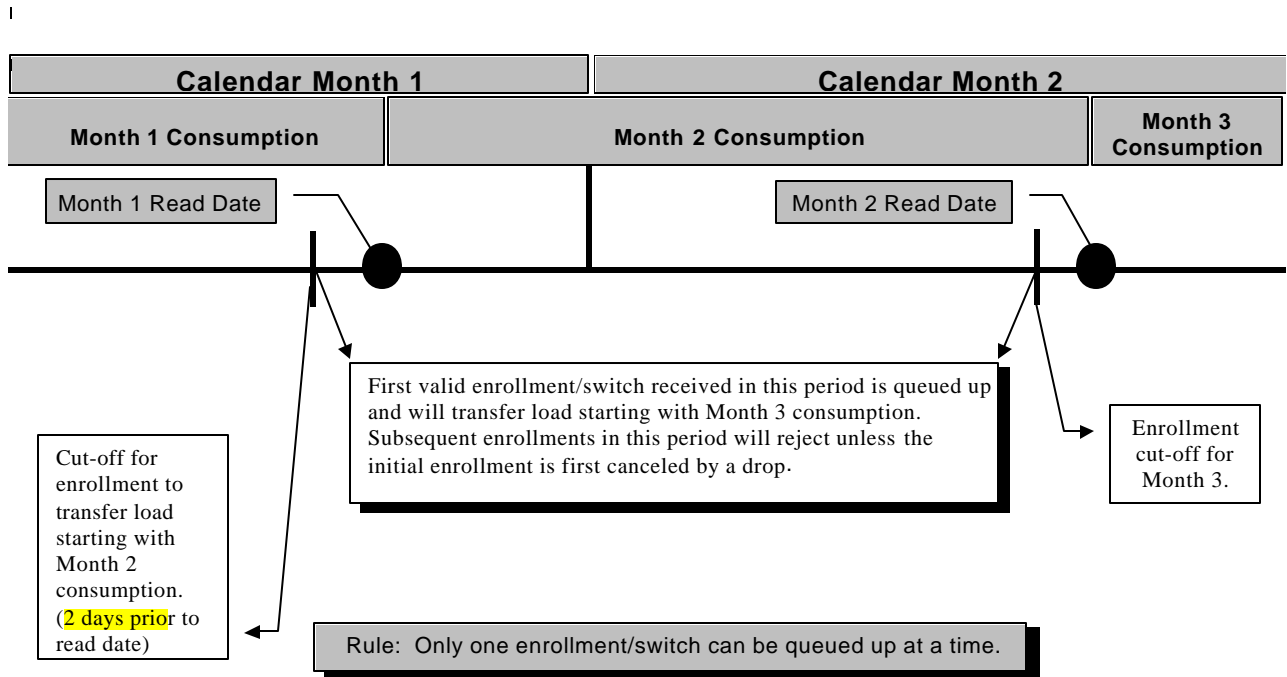 Calendar Month 1
Calendar Month 2
Month 1 Consumption
Month 2 Consumption
Month 3
Consumption
Month 1 Read Date
Month 2 Read Date
First valid enrollment/switch received in this period is queued up
and will transfer load starting with Month 3 consumption.
Subsequent enrollments in this period will reject unless the
initial enrollment is first canceled by a drop.
Cut-off for
enrollment to
transfer load
starting with
Month 2
consumption.
(2 days prior to
read date)
Enrollment
cut-off for
Month 3.
Rule: Only one enrollment/switch can be queued up at a time.